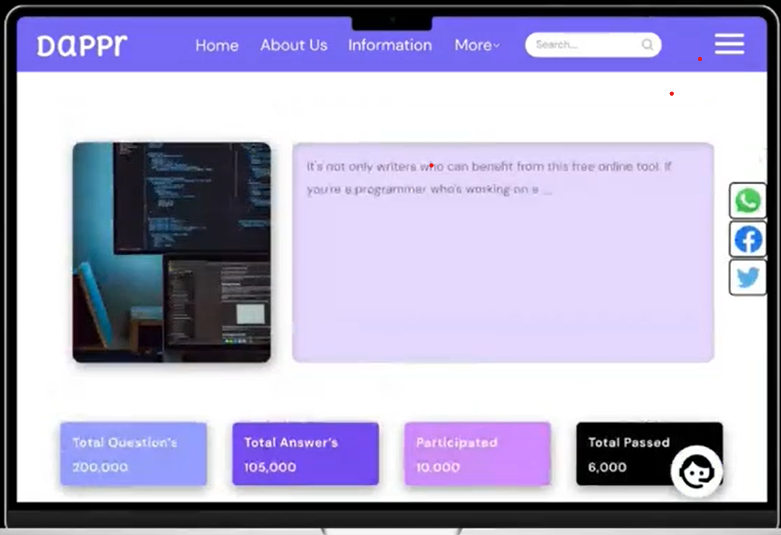 DAPPr
Home About Us Information More
Search...
It's not only writers who can benefit from this free online tool. If
you're a programmer who's working on a ...
Total Question's
200,000
Total Answer's
105,000
Participated
10,000
Total Passed
6,000